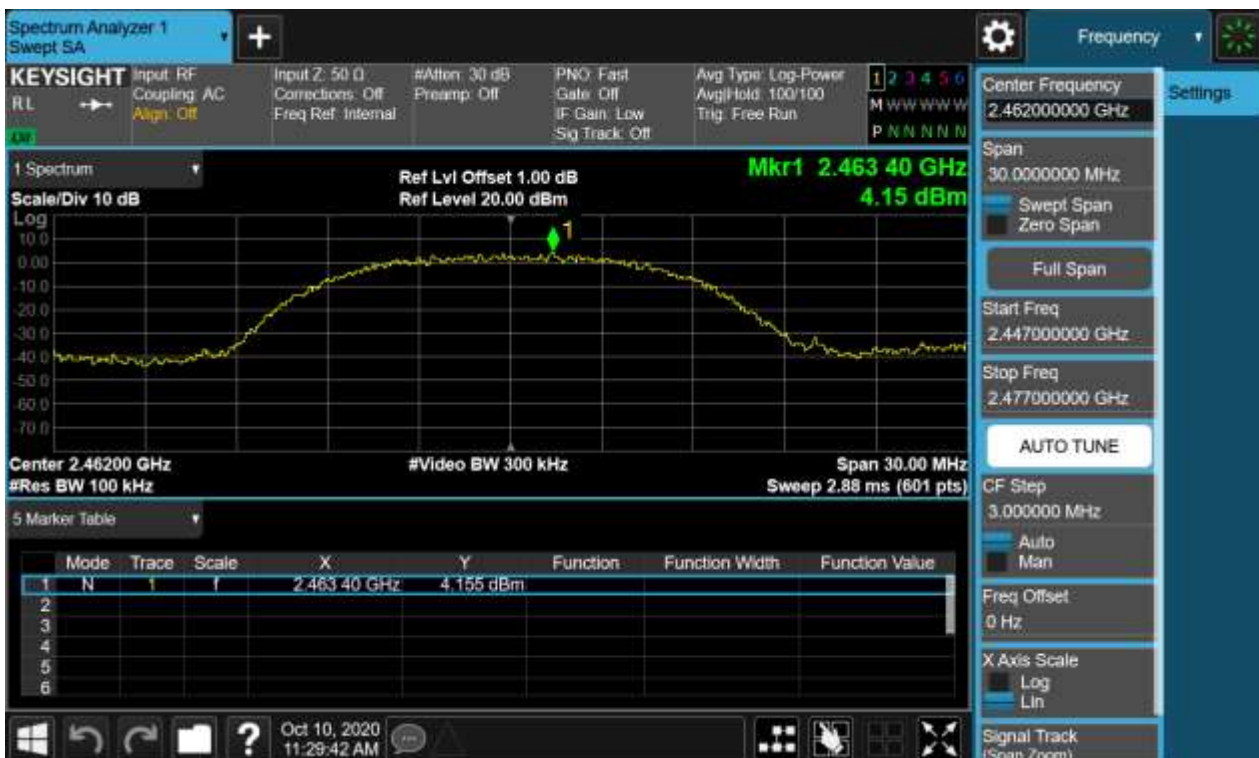 Spectrum Analyzer 1
Swept SA
Frequency
KEYSIGHT
RL
Input: RF
Coupling: AC
Align: Off
Input Z: 50 Ω
Corrections: Off
Freq Ref: Internal
#Atten: 30 dB
Preamp: Off
PNO: Fast
Gate: Off
IF Gain: Low
Sig Track: Off
Avg Type: Log-Power
Avg|Hold: 100/100
Trig: Free Run
1 2 3 4 5 6
M W W W W W
P N N N N N
1 Spectrum
Scale/Div 10 dB
Ref Lvl Offset 1.00 dB
Ref Level 20.00 dBm
Mkr1 2.463 40 GHz
4.15 dBm
Log
10.0
0.00
-10.0
-20.0
-30.0
-40.0
-50.0
-60.0
-70.0
1
Center 2.46200 GHz
#Res BW 100 kHz
#Video BW 300 kHz
Span 30.00 MHz
Sweep 2.88 ms (601 pts)
5 Marker Table
Mode Trace Scale X Y Function Function Width Function Value
1 N 1 f 2.463 40 GHz 4.155 dBm
2
3
4
5
6
Oct 10, 2020
11:29:42 AM
?
Center Frequency
2.462000000 GHz
Settings
Span
30.0000000 MHz
Swept Span
Zero Span
Full Span
Start Freq
2.447000000 GHz
Stop Freq
2.477000000 GHz
AUTO TUNE
CF Step
3.000000 MHz
Auto
Man
Freq Offset
0 Hz
X Axis Scale
Log
Lin
Signal Track
(Span Zoom)